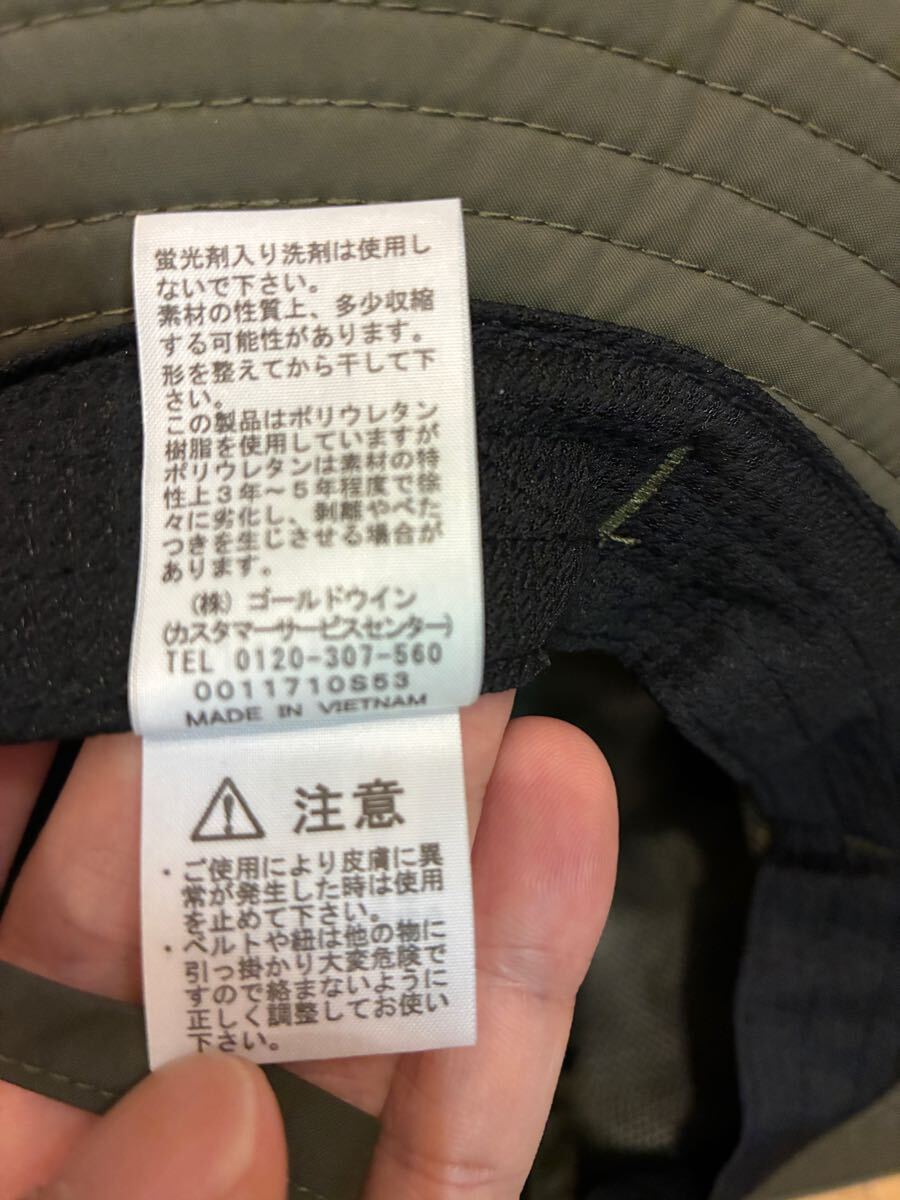 蛍光剤入り洗剤は使用し
ないで下さい。
素材の性質上、多少収縮
する可能性があります。
形を整えてから干して下
さい。
この製品はポリウレタン
樹脂を使用していますが
ポリウレタンは素材の特
性上3年～5年程度で徐
々に劣化し、剥離やべた
つきを生じさせる場合が
あります。
(株) ゴールドウイン
(カスタマーサービスセンター)
TEL 0120-307-560
0011710S53
MADE IN VIETNAM
注意
・ご使用により皮膚に異
常が発生した時は使用
を止めて下さい。
・ベルトや紐は他の物に
引っ掛かり大変危険で
すので絡まないように
正しく調整してお使い
下さい。